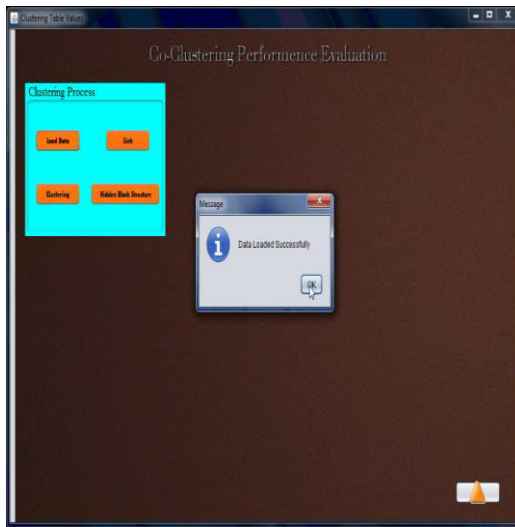 Clustering Table Values
Co-Clustering Performence Evaluation
Clustering Process
Load Data
Link
Clustering
Hidden Block Structure
Message
Data Loaded Successfully
OK